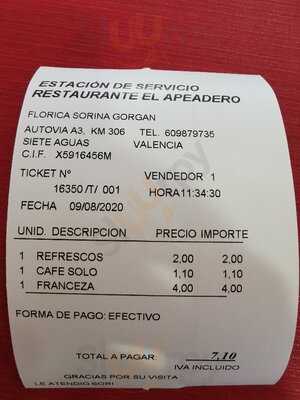 ESTACIÓN DE SERVICIO
RESTAURANTE EL APEADERO
FLORICA SORINA GORGAN
AUTOVIA A3, KM 306 TEL. 609879735
SIETE AGUAS VALENCIA
C.I.F. X5916456M
TICKET Nº VENDEDOR 1
16350 /T/ 001 HORA11:34:30
FECHA 09/08/2020
UNID. DESCRIPCION PRECIO IMPORTE
1 REFRESCOS 2,00 2,00
1 CAFE SOLO 1,10 1,10
1 FRANCEZA 4,00 4,00
FORMA DE PAGO: EFECTIVO
TOTAL A PAGAR: 7,10
IVA INCLUIDO
GRACIAS POR SU VISITA
LE ATENDIO SORI